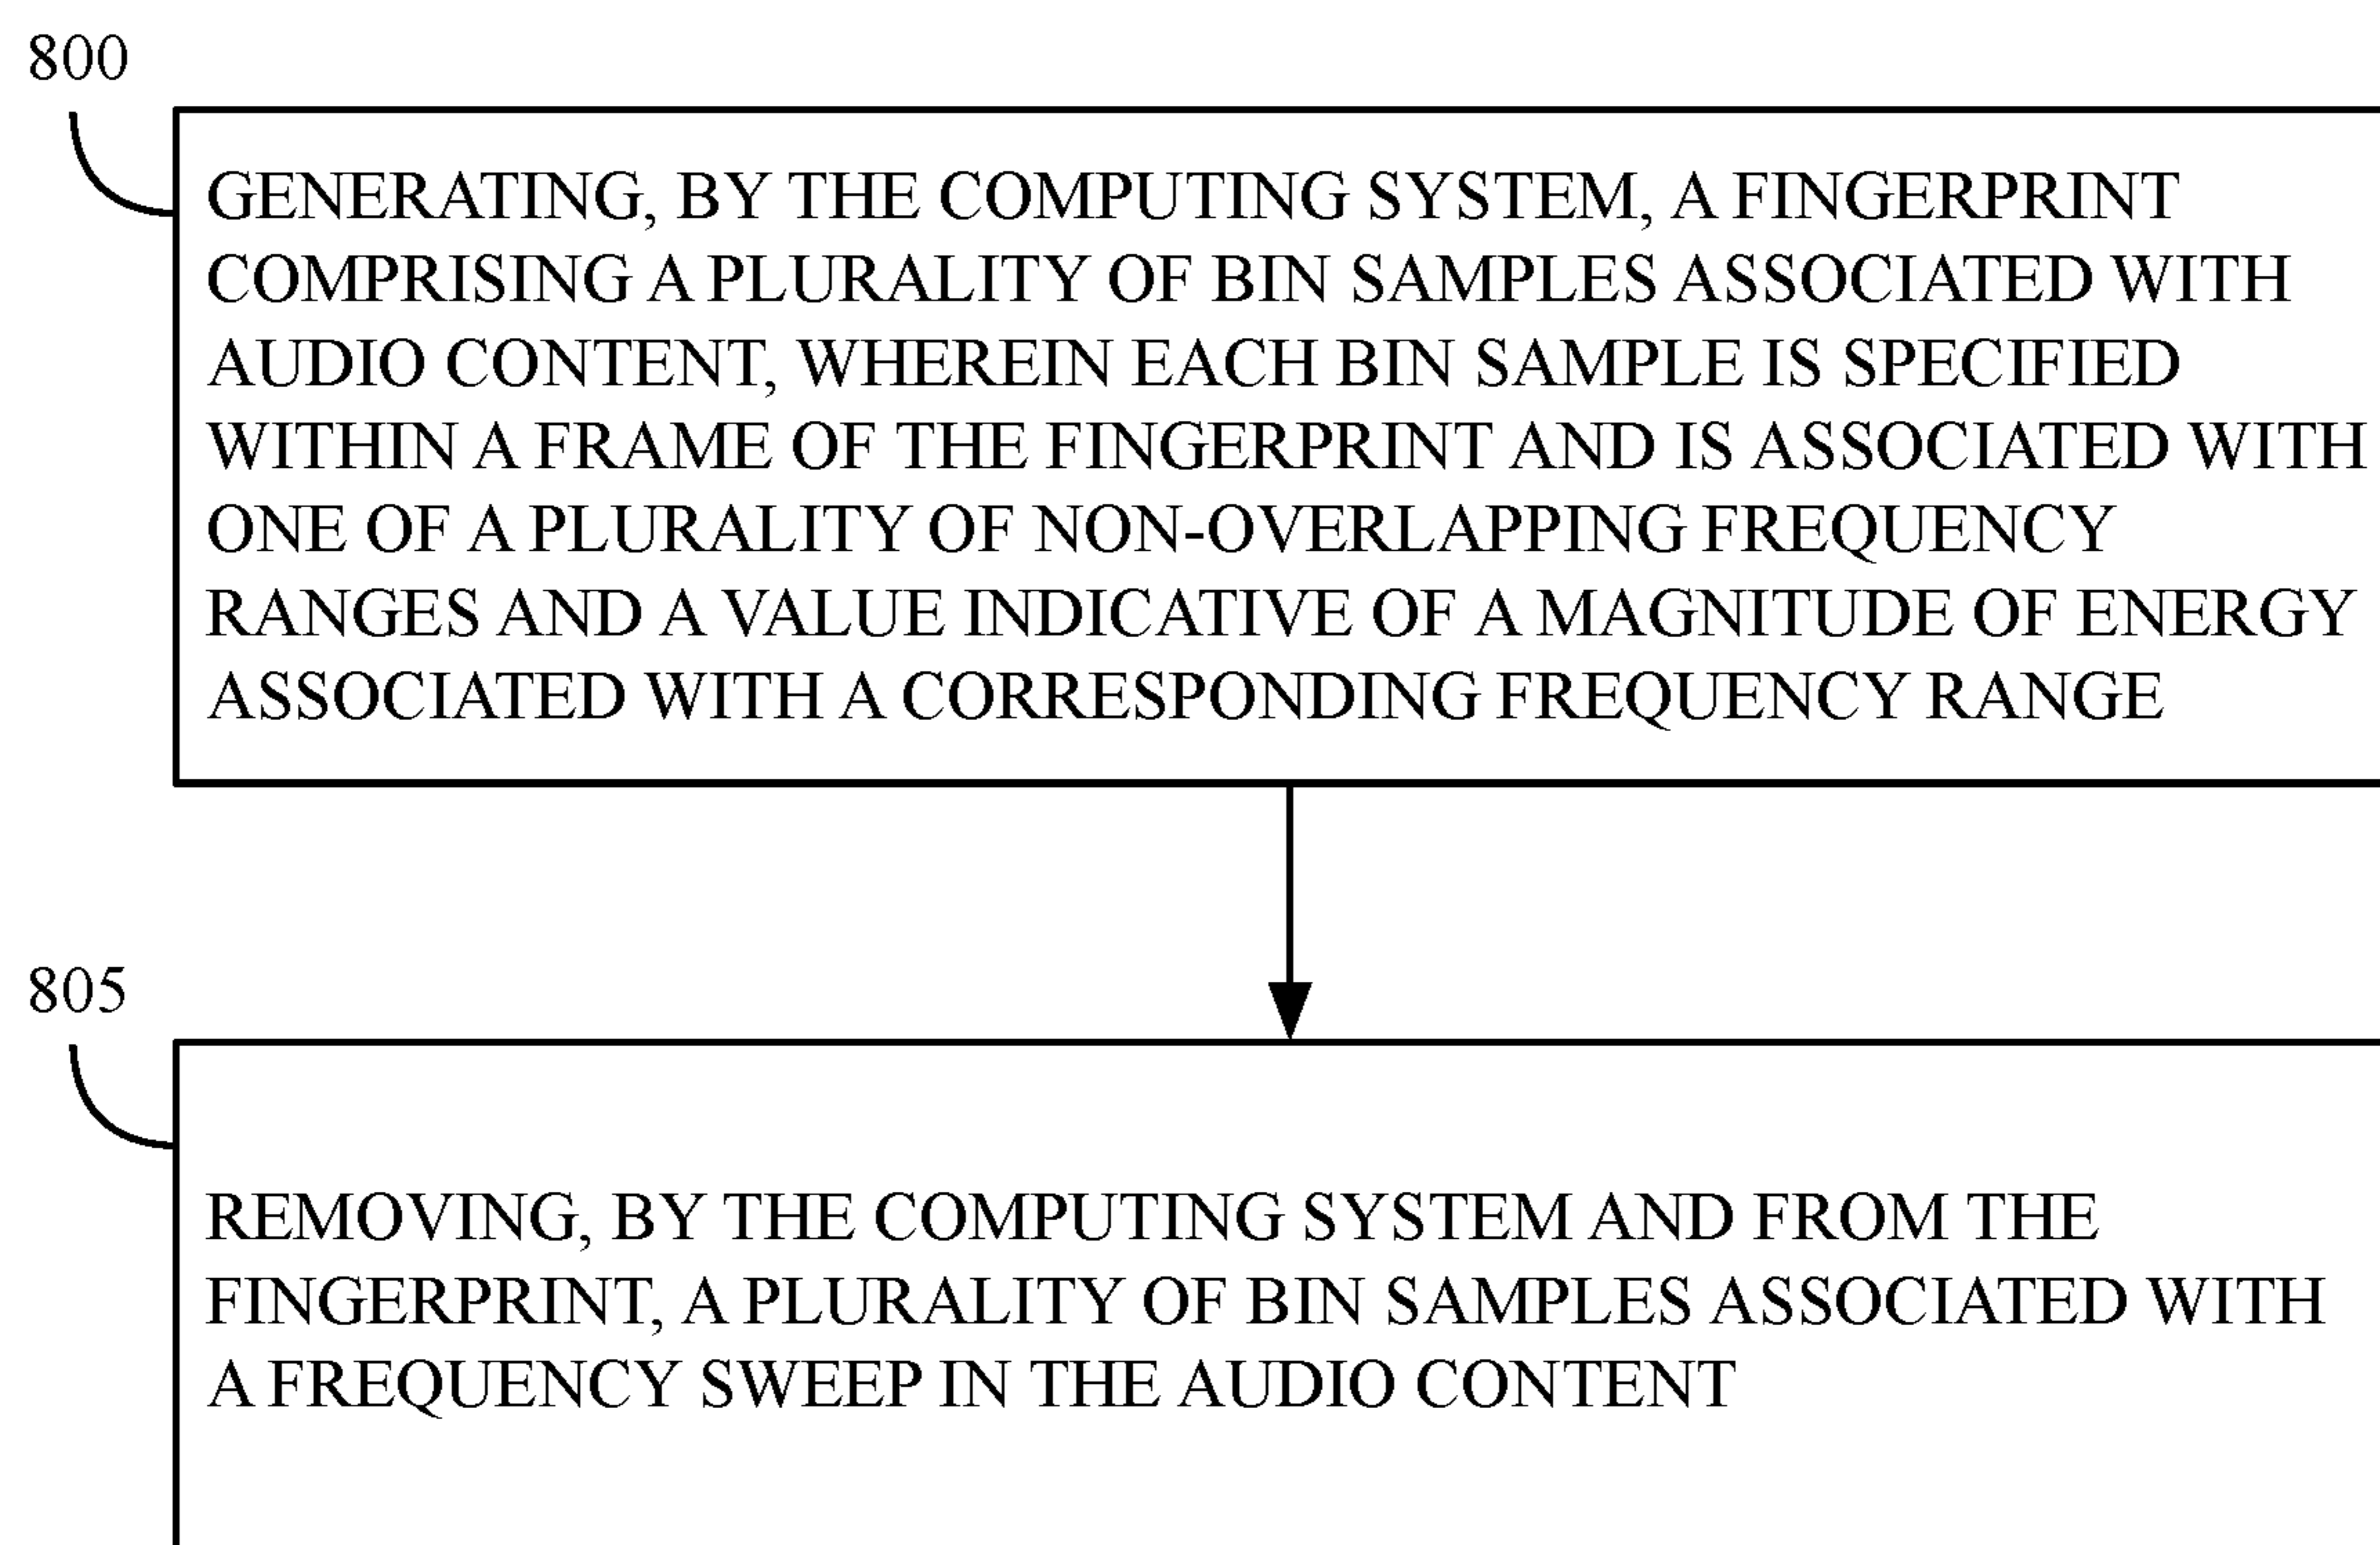 800
GENERATING, BY THE COMPUTING SYSTEM, A FINGERPRINT
COMPRISING A PLURALITY OF BIN SAMPLES ASSOCIATED WITH
AUDIO CONTENT, WHEREIN EACH BIN SAMPLE IS SPECIFIED
WITHIN A FRAME OF THE FINGERPRINT AND IS ASSOCIATED WITH
ONE OF A PLURALITY OF NON-OVERLAPPING FREQUENCY
RANGES AND A VALUE INDICATIVE OF A MAGNITUDE OF ENERGY
ASSOCIATED WITH A CORRESPONDING FREQUENCY RANGE
805
REMOVING, BY THE COMPUTING SYSTEM AND FROM THE
FINGERPRINT, A PLURALITY OF BIN SAMPLES ASSOCIATED WITH
A FREQUENCY SWEEP IN THE AUDIO CONTENT